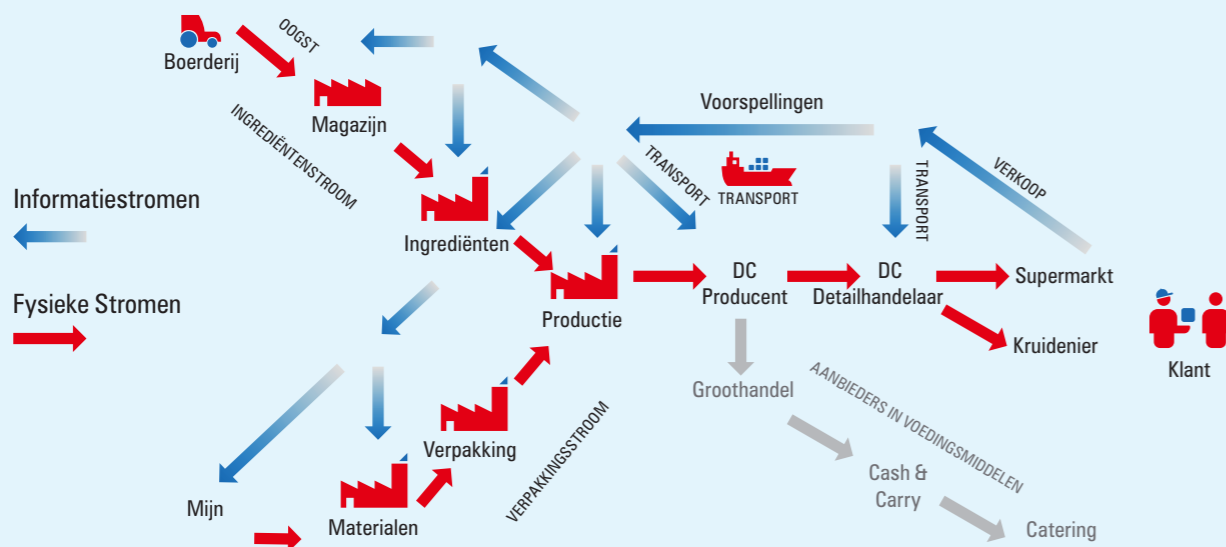 OOGST
Boerderij
Magazijn
INGREDIËNTENSTROOM
Voorspellingen
TRANSPORT
TRANSPORT
TRANSPORT
VERKOOP
Informatiestromen
Ingrediënten
Fysieke Stromen
Productie
DC
Producent
DC
Detailhandelaar
Supermarkt
Kruidenier
Klant
Groothandel
AANBIEDERS IN VOEDINGSMIDDELEN
Verpakking
VERPAKKINGSSTROOM
Cash &
Carry
Mijn
Materialen
Catering